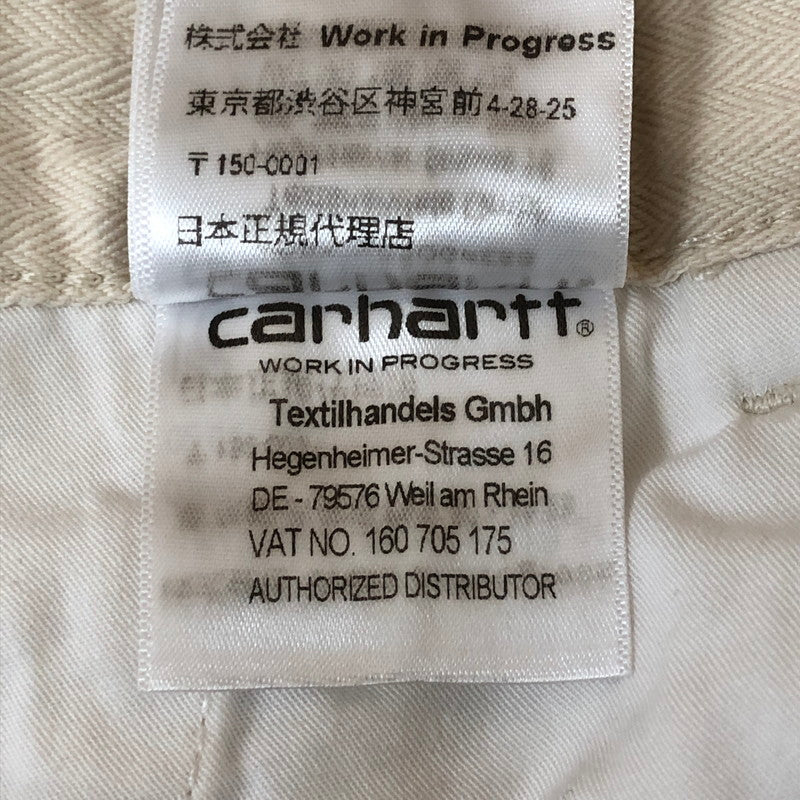 株式会社 Work in Progress
東京都渋谷区神宮前4-28-25
〒150-0001
日本正規代理店
carhartt®
WORK IN PROGRESS
Textilhandels Gmbh
Hegenheimer-Strasse 16
DE - 79576 Weil am Rhein
VAT NO. 160 705 175
AUTHORIZED DISTRIBUTOR